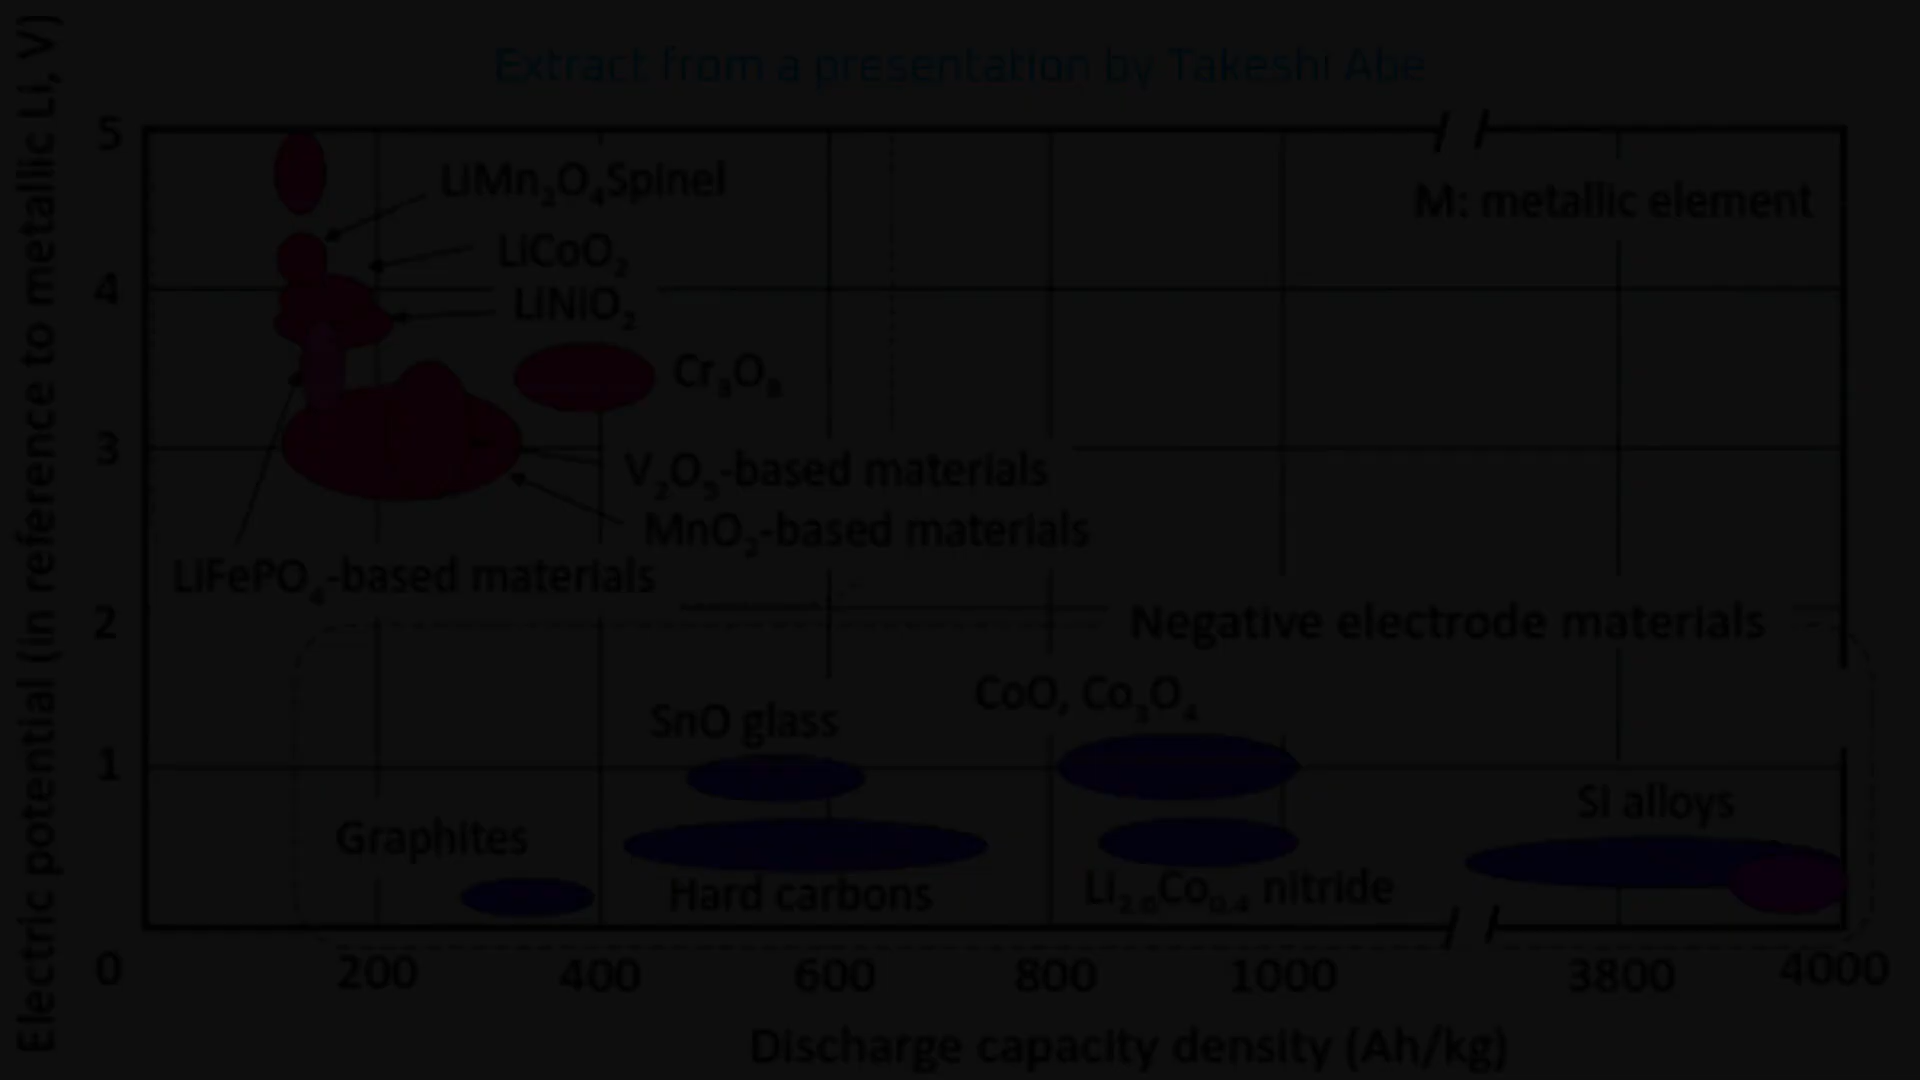 Extract from a presentation by Takeshi Abe
Electric potential (in reference to metallic Li, V)
5
LiMn₂O₄Spinel
M: metallic element
LiCoO₂
4
LiNiO₂
Cr₃O₈
3
V₂O₅-based materials
MnO₂-based materials
LiFePO₄-based materials
2
Negative electrode materials
CoO, Co₃O₄
SnO glass
1
Si alloys
Graphites
Hard carbons
Li₂.₆Co₀.₄ nitride
0 200 400 600 800 1000 3800 4000
Discharge capacity density (Ah/kg)